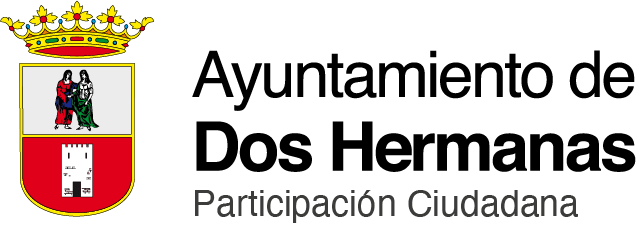 Ayuntamiento de
Dos Hermanas
Participación Ciudadana